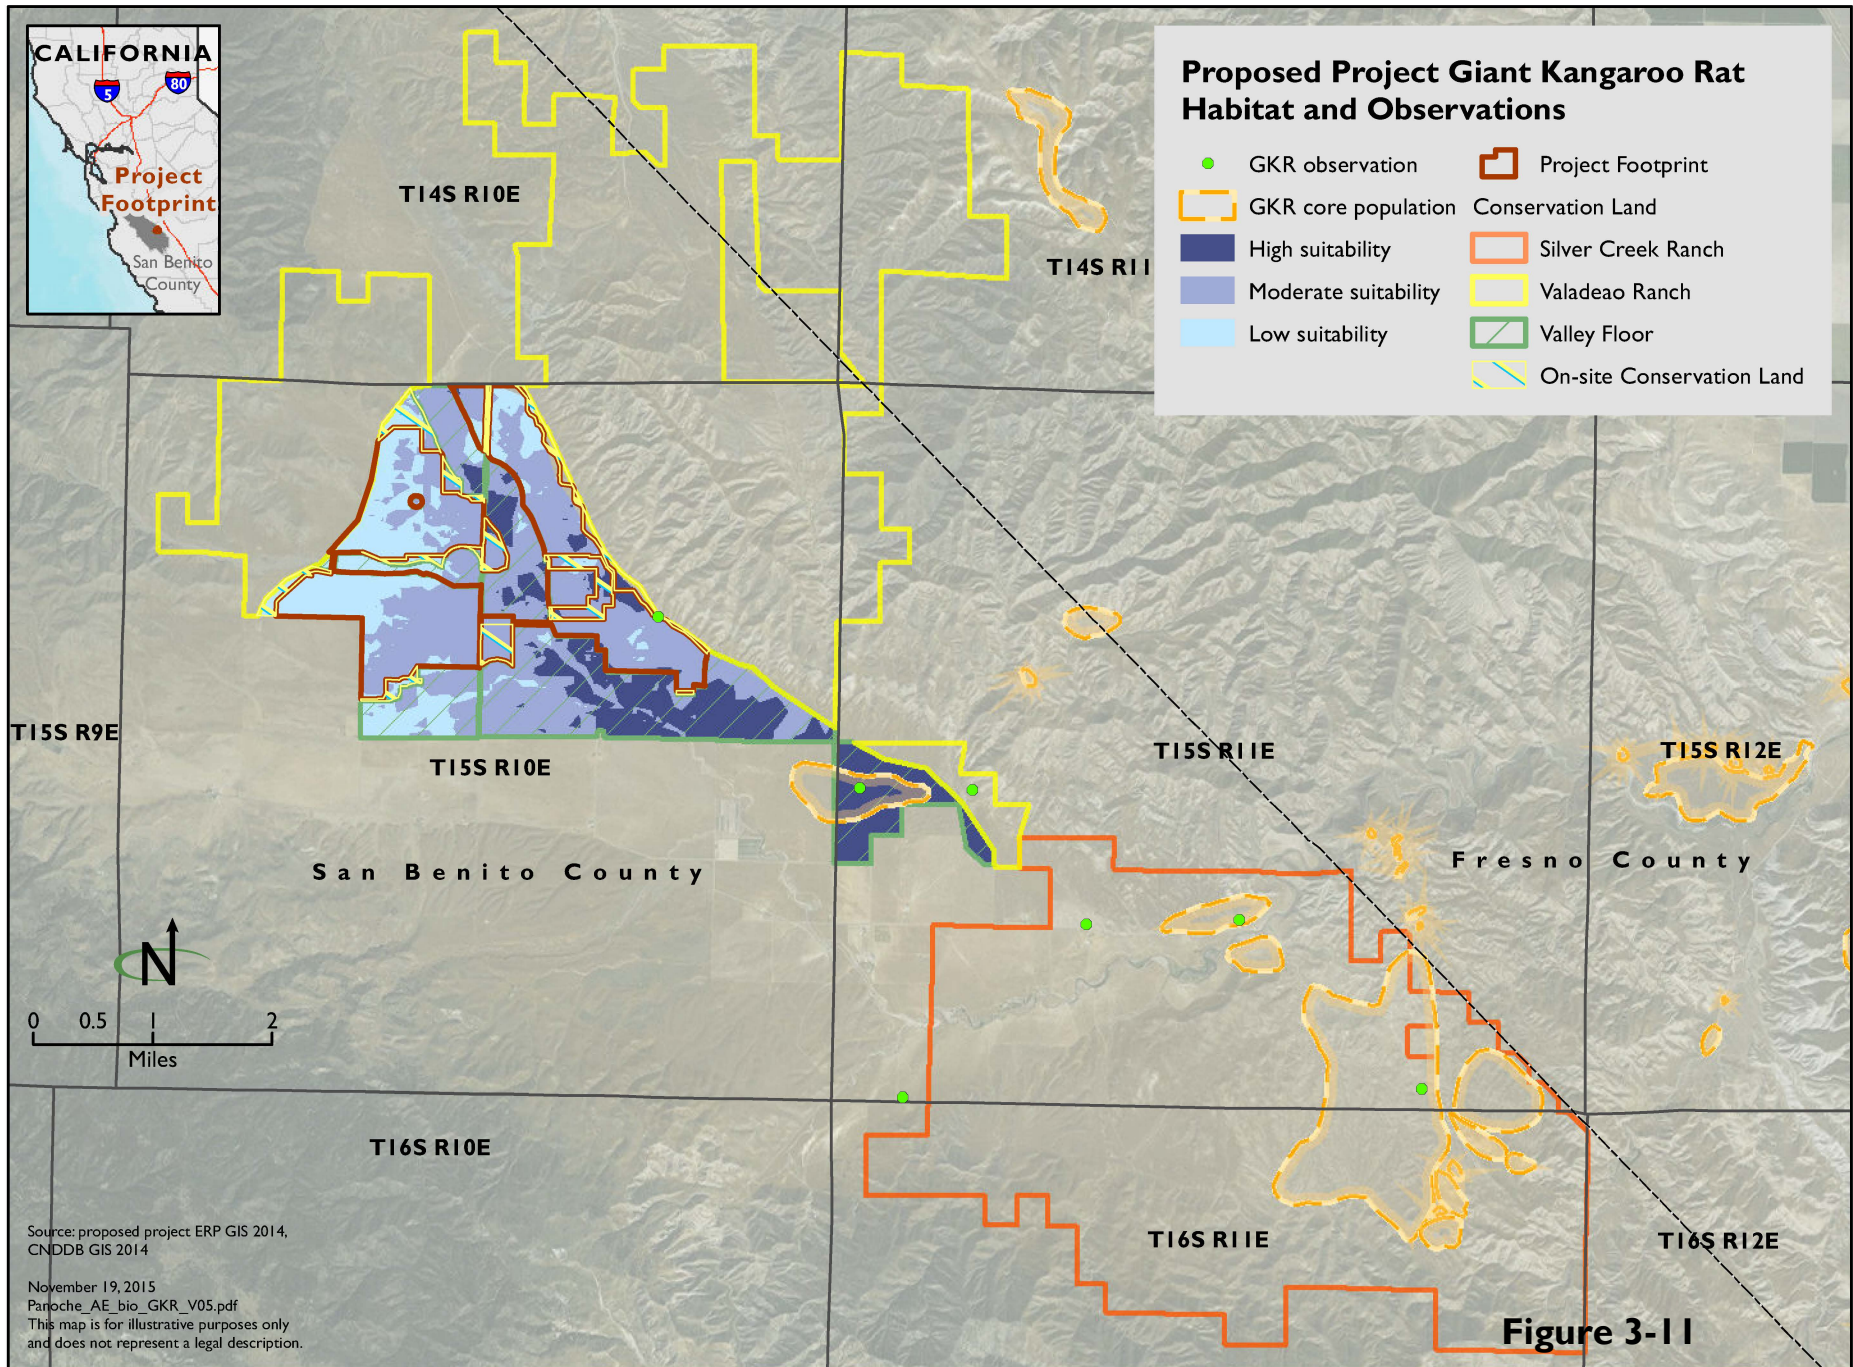 CALIFORNIA
5
80
Project
Footprint
San Benito
County
Proposed Project Giant Kangaroo Rat
Habitat and Observations
GKR observation
Project Footprint
GKR core population
Conservation Land
High suitability
Silver Creek Ranch
Moderate suitability
Valadeao Ranch
Low suitability
Valley Floor
On-site Conservation Land
T14S R10E
T14S R11
T15S R9E
T15S R10E
T15S R11E
T15S R12E
San Benito County
Fresno County
N
0 0.5 1 2
Miles
T16S R10E
T16S R11E
T16S R12E
Source: proposed project ERP GIS 2014,
CNDDB GIS 2014
November 19, 2015
Panoche_AE_bio_GKR_V05.pdf
This map is for illustrative purposes only
and does not represent a legal description.
Figure 3-11